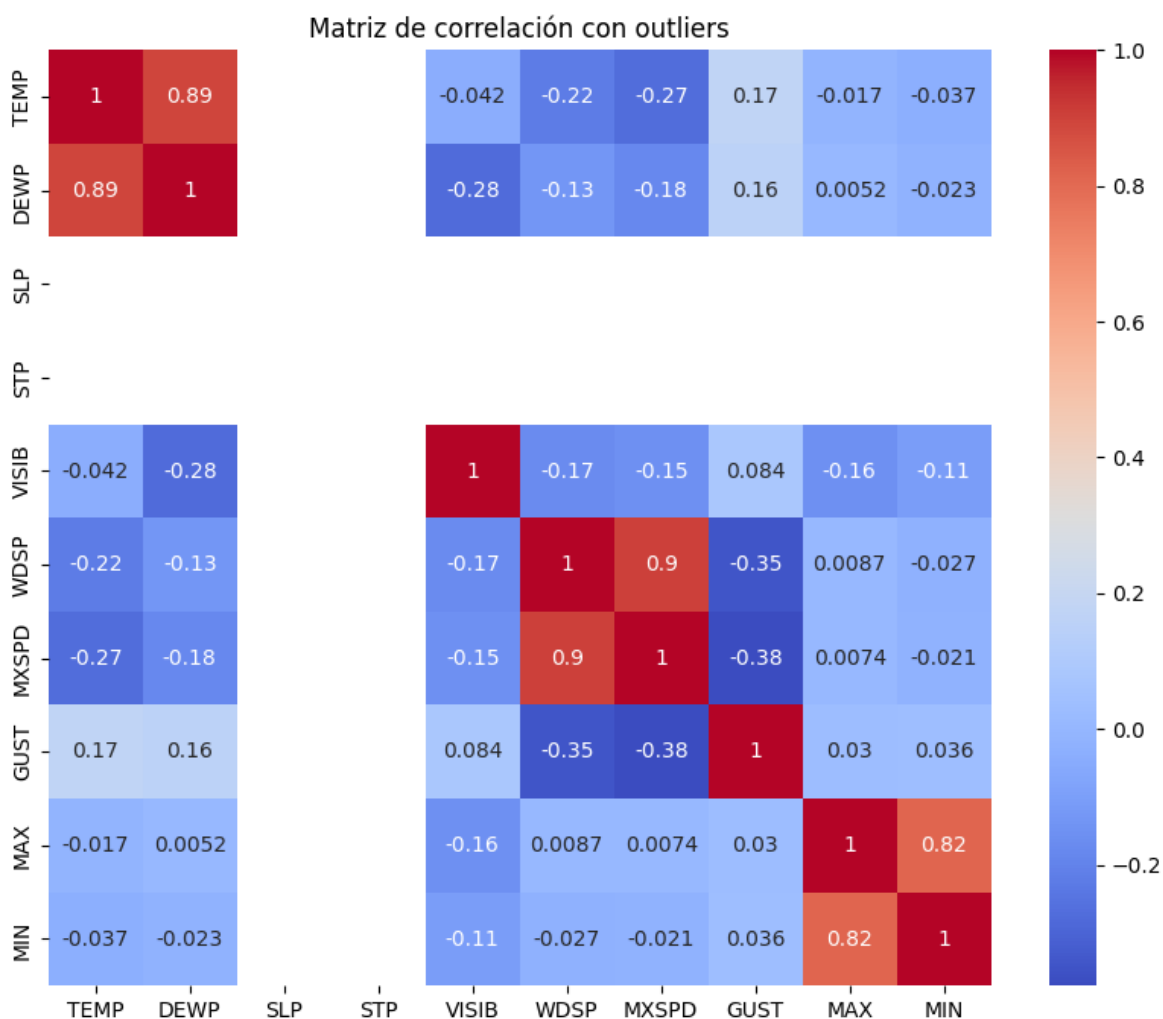 Matriz de correlación con outliers
TEMP 1 0.89 -0.042 -0.22 -0.27 0.17 -0.017 -0.037
DEWP 0.89 1 -0.28 -0.13 -0.18 0.16 0.0052 -0.023
SLP
STP
VISIB -0.042 -0.28 1 -0.17 -0.15 0.084 -0.16 -0.11
WDSP -0.22 -0.13 -0.17 1 0.9 -0.35 0.0087 -0.027
MXSPD -0.27 -0.18 -0.15 0.9 1 -0.38 0.0074 -0.021
GUST 0.17 0.16 0.084 -0.35 -0.38 1 0.03 0.036
MAX -0.017 0.0052 -0.16 0.0087 0.0074 0.03 1 0.82
MIN -0.037 -0.023 -0.11 -0.027 -0.021 0.036 0.82 1
TEMP DEWP SLP STP VISIB WDSP MXSPD GUST MAX MIN
1.0
0.8
0.6
0.4
0.2
0.0
−0.2